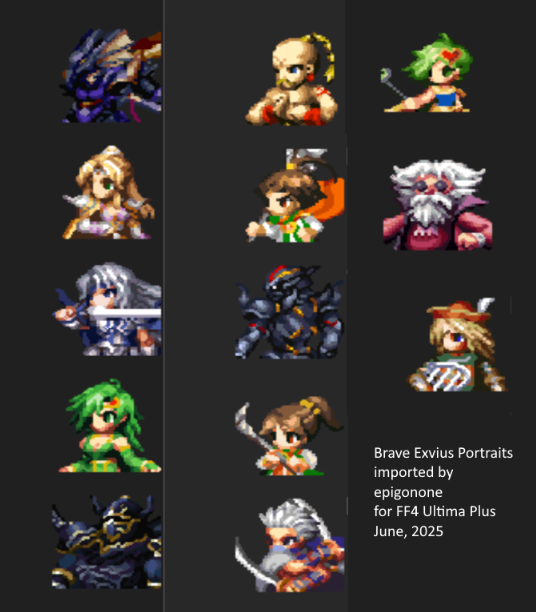 Brave Exvius Portraits
imported by
epigonone
for FF4 Ultima Plus
June, 2025